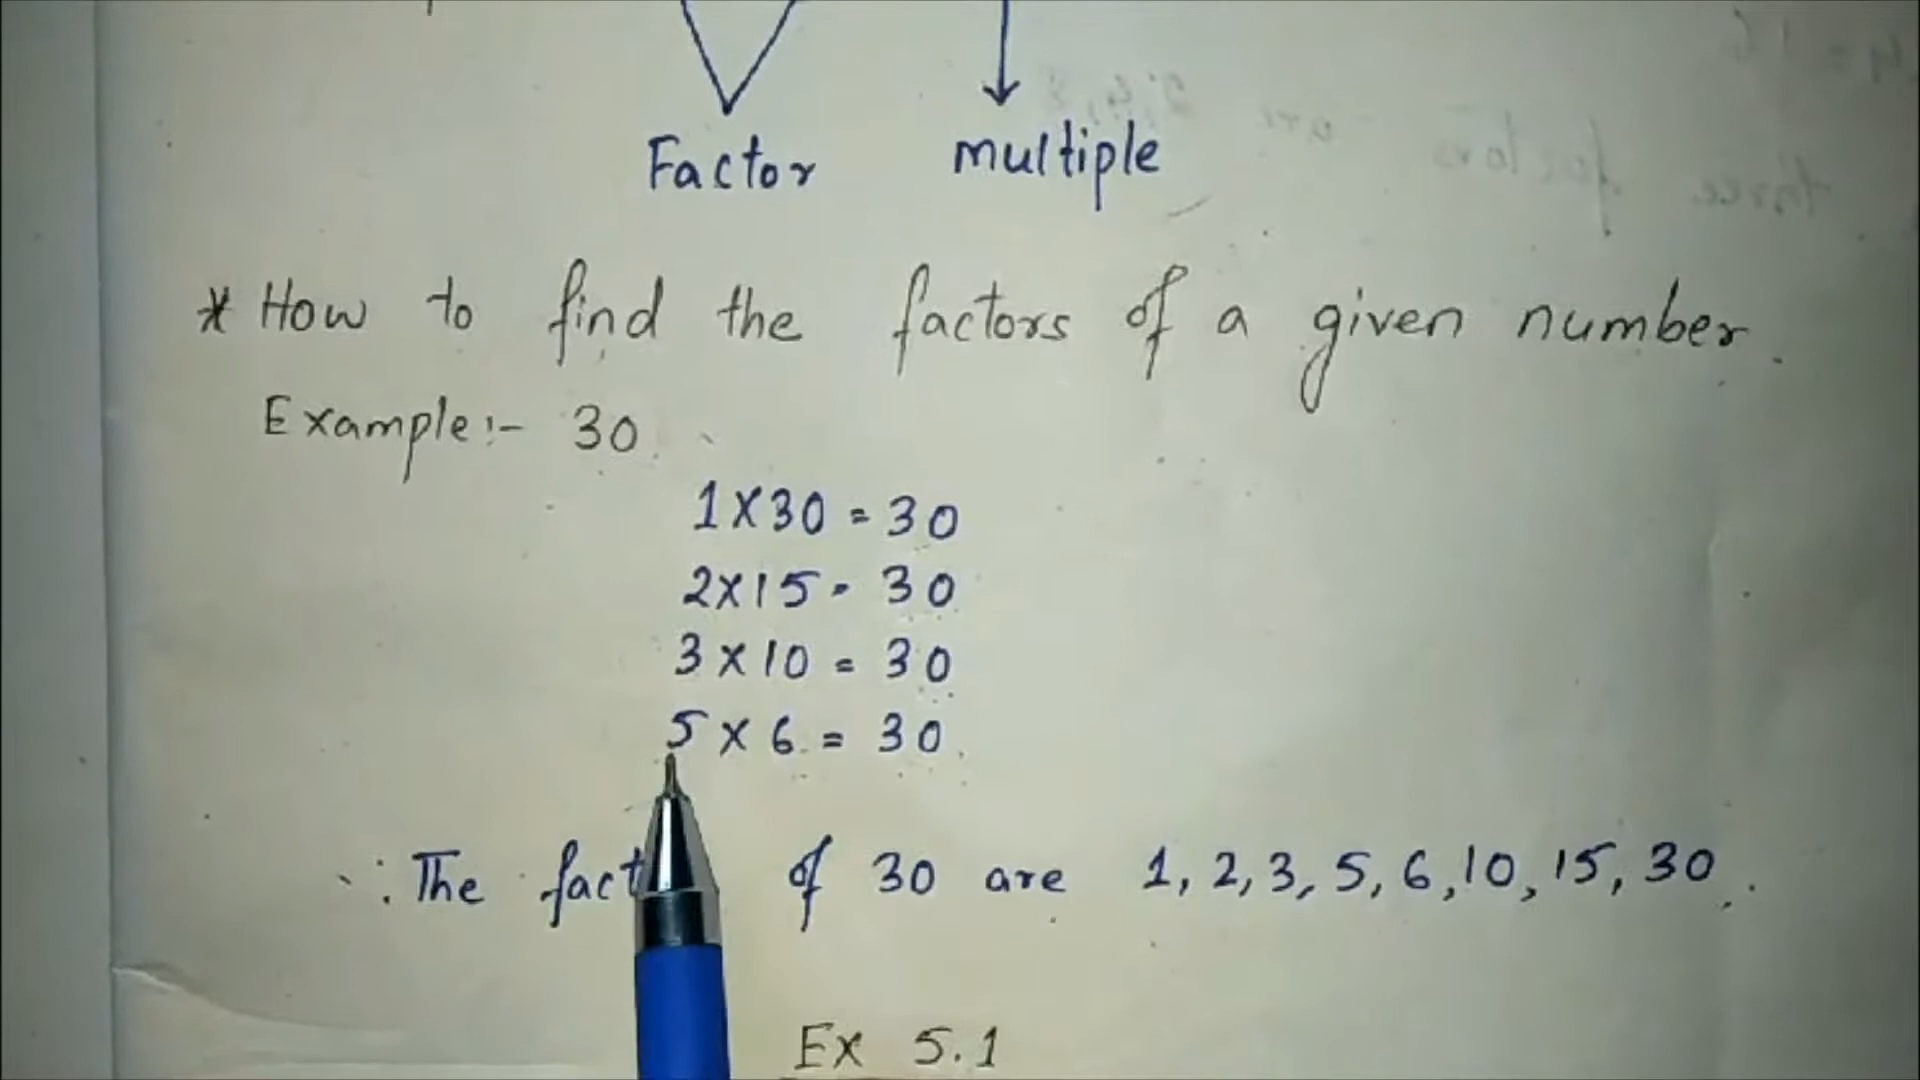 Factor multiple
* How to find the factors of a given number.
Example:- 30
1 x 30 = 30
2 x 15 = 30
3 x 10 = 30
5 x 6 = 30
∴ The fact of 30 are 1, 2, 3, 5, 6, 10, 15, 30.
Ex 5.1